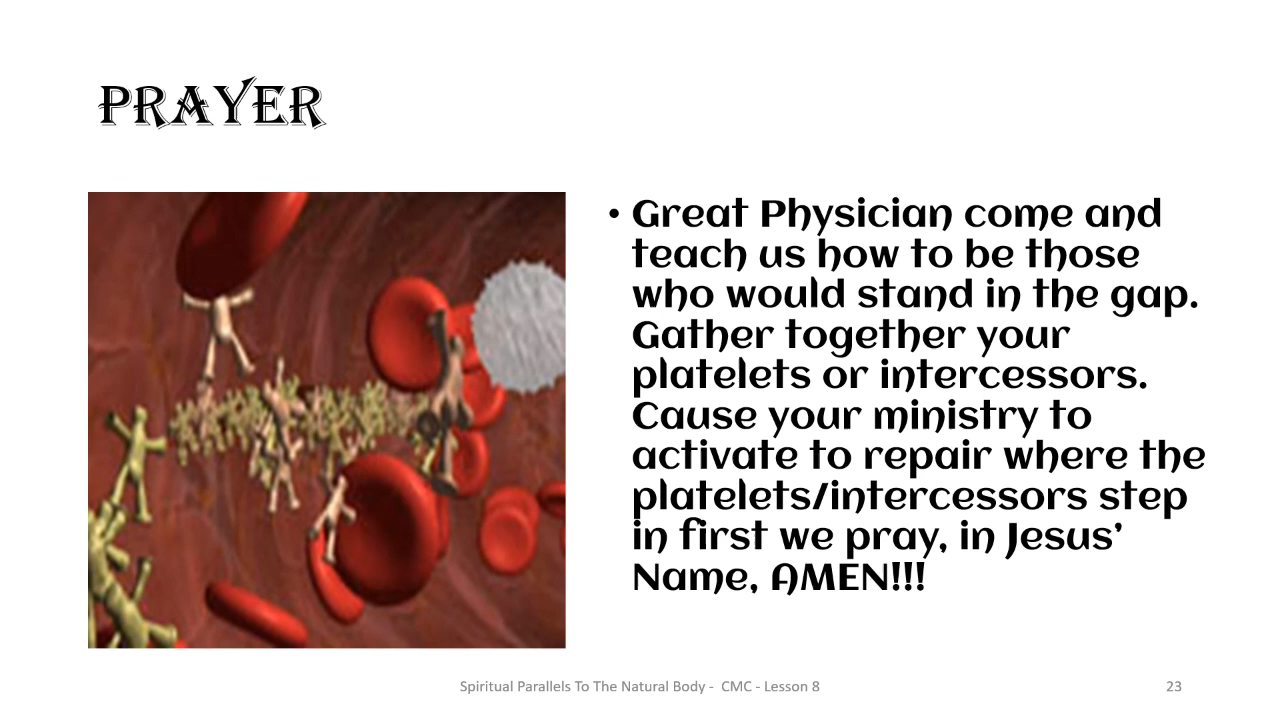 PRAYER
• Great Physician come and
teach us how to be those
who would stand in the gap.
Gather together your
platelets or intercessors.
Cause your ministry to
activate to repair where the
platelets/intercessors step
in first we pray, in Jesus’
Name, AMEN!!!
Spiritual Parallels To The Natural Body - CMC - Lesson 8
23